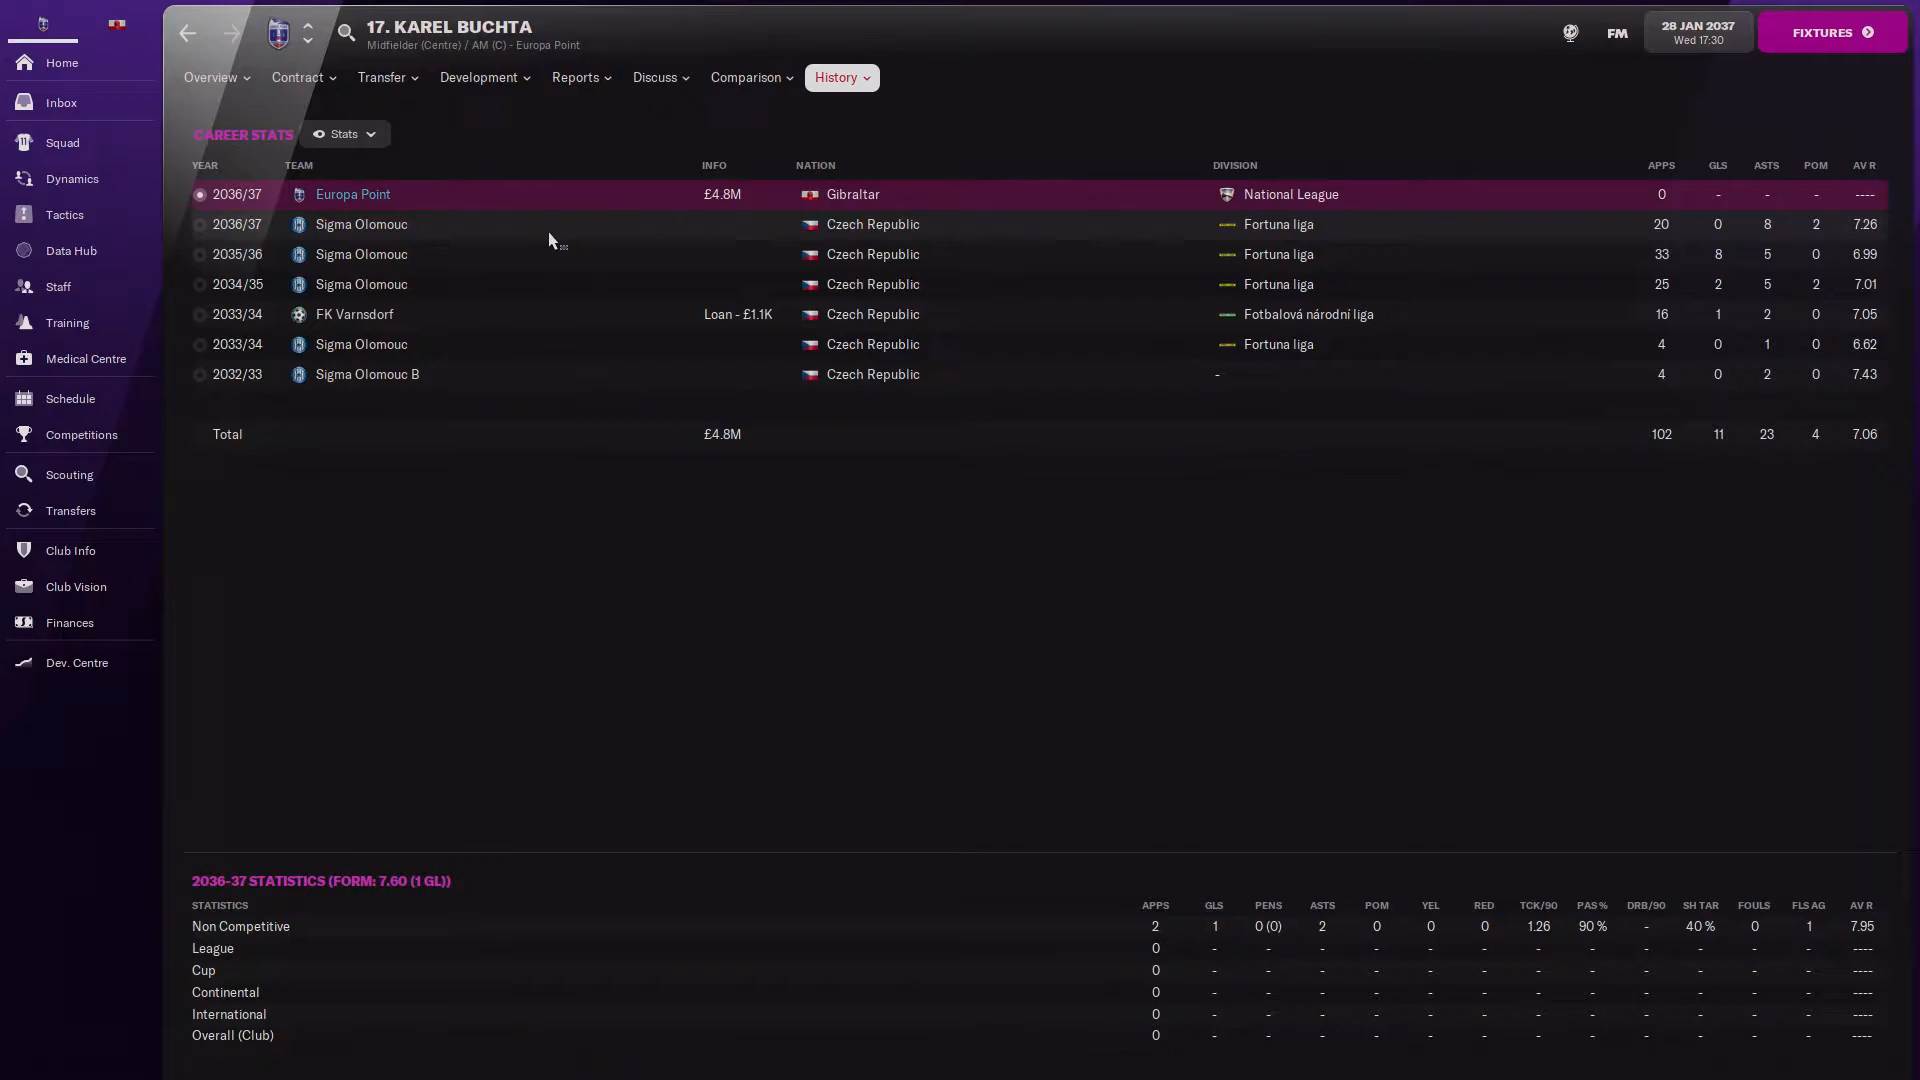 17. KAREL BUCHTA
Midfielder (Centre) / AM (C) - Europa Point
FM
28 JAN 2037
Wed 17:30
FIXTURES
Home
Inbox
Squad
Dynamics
Tactics
Data Hub
Staff
Training
Medical Centre
Schedule
Competitions
Scouting
Transfers
Club Info
Club Vision
Finances
Dev. Centre
Overview Contract Transfer Development Reports Discuss Comparison History
CAREER STATS Stats
YEAR TEAM INFO NATION DIVISION APPS GLS ASTS POM AV R
2036/37 Europa Point £4.8M Gibraltar National League 0 - - - ----
2036/37 Sigma Olomouc Czech Republic Fortuna liga 20 0 8 2 7.26
2035/36 Sigma Olomouc Czech Republic Fortuna liga 33 8 5 0 6.99
2034/35 Sigma Olomouc Czech Republic Fortuna liga 25 2 5 2 7.01
2033/34 FK Varnsdorf Loan - £1.1K Czech Republic Fotbalová národní liga 16 1 2 0 7.05
2033/34 Sigma Olomouc Czech Republic Fortuna liga 4 0 1 0 6.62
2032/33 Sigma Olomouc B Czech Republic - 4 0 2 0 7.43
Total £4.8M 102 11 23 4 7.06
2036-37 STATISTICS (FORM: 7.60 (1 GL))
STATISTICS APPS GLS PENS ASTS POM YEL RED TCK/90 PAS % DRB/90 SH TAR FOULS FLS AG AV R
Non Competitive 2 1 0 (0) 2 0 0 0 1.26 90 % - 40 % 0 1 7.95
League 0 - - - - - - - - - - - - ----
Cup 0 - - - - - - - - - - - - ----
Continental 0 - - - - - - - - - - - - ----
International 0 - - - - - - - - - - - - ----
Overall (Club) 0 - - - - - - - - - - - - ----